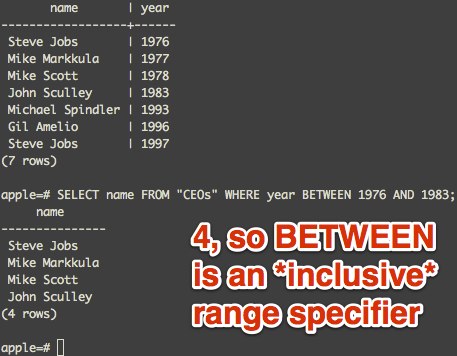 name | year
------------------+------
Steve Jobs | 1976
Mike Markkula | 1977
Mike Scott | 1978
John Sculley | 1983
Michael Spindler | 1993
Gil Amelio | 1996
Steve Jobs | 1997
(7 rows)
apple=# SELECT name FROM "CEOs" WHERE year BETWEEN 1976 AND 1983;
name
---------------
Steve Jobs
Mike Markkula
Mike Scott
John Sculley
(4 rows)
apple=#
4, so BETWEEN
is an *inclusive*
range specifier